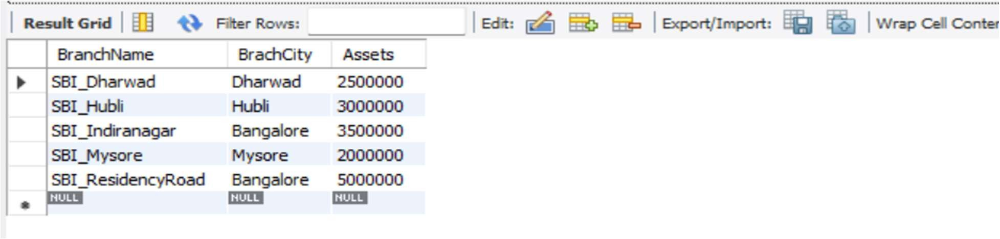 Result Grid Filter Rows: Edit: Export/Import: Wrap Cell Conter
BranchName BrachCity Assets
SBI_Dharwad Dharwad 2500000
SBI_Hubli Hubli 3000000
SBI_Indiranagar Bangalore 3500000
SBI_Mysore Mysore 2000000
SBI_ResidencyRoad Bangalore 5000000
NULL NULL NULL